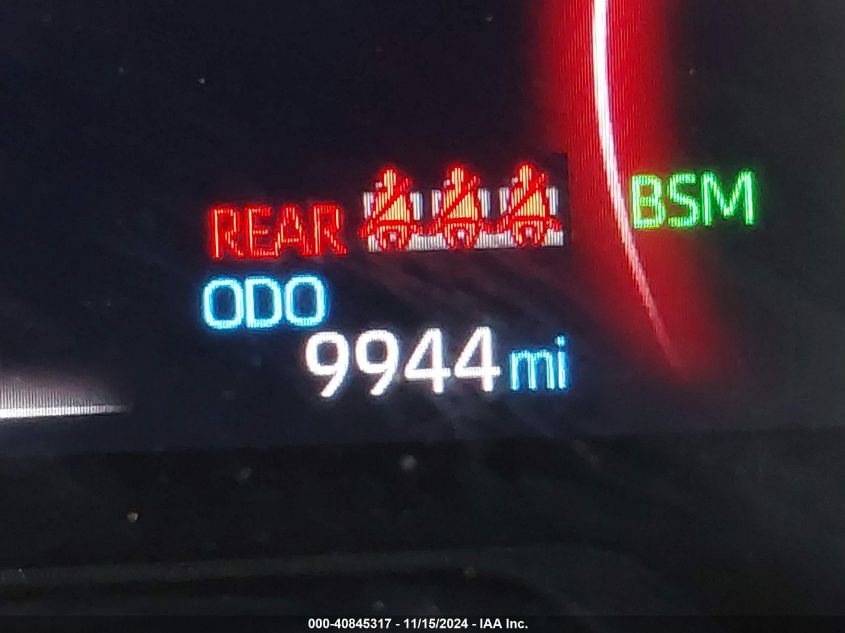 REAR
BSM
ODO
9944 mi
000-40845317 - 11/15/2024 - IAA Inc.